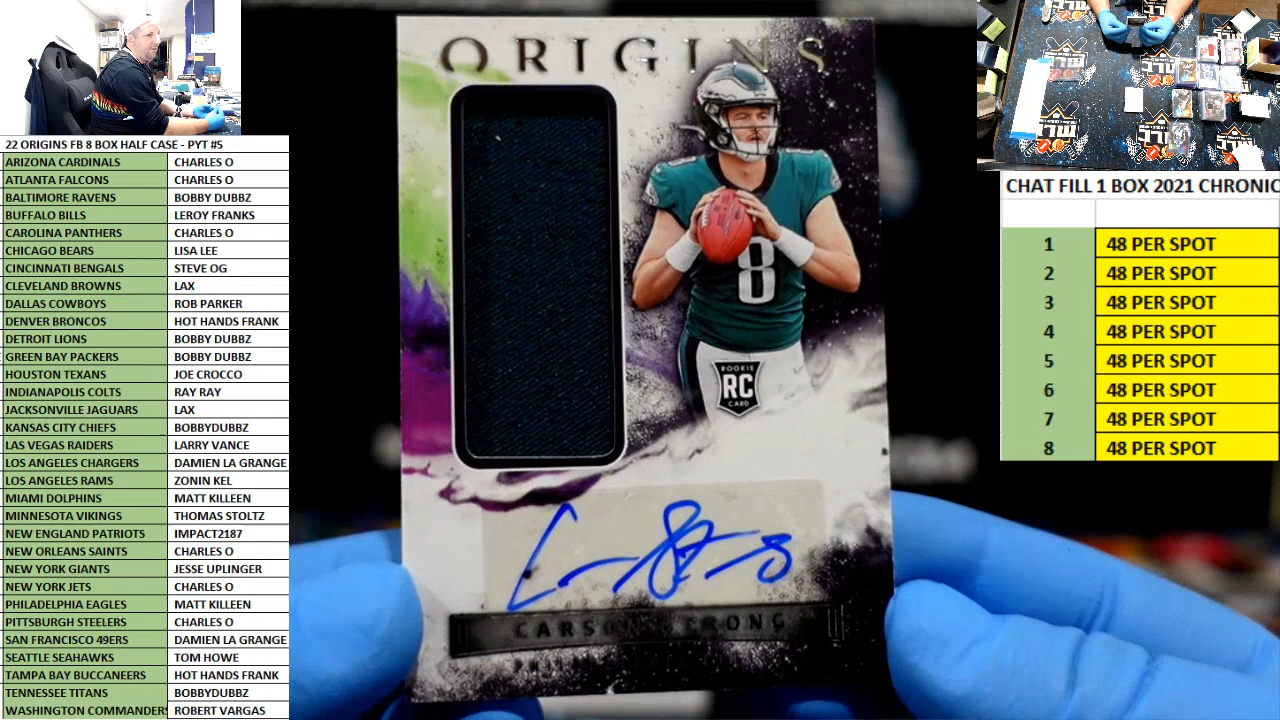 22 ORIGINS FB 8 BOX HALF CASE - PYT #5
ARIZONA CARDINALS CHARLES O
ATLANTA FALCONS CHARLES O
BALTIMORE RAVENS BOBBY DUBBZ
BUFFALO BILLS LEROY FRANKS
CAROLINA PANTHERS CHARLES O
CHICAGO BEARS LISA LEE
CINCINNATI BENGALS STEVE OG
CLEVELAND BROWNS LAX
DALLAS COWBOYS ROB PARKER
DENVER BRONCOS HOT HANDS FRANK
DETROIT LIONS BOBBY DUBBZ
GREEN BAY PACKERS BOBBY DUBBZ
HOUSTON TEXANS JOE CROCCO
INDIANAPOLIS COLTS RAY RAY
JACKSONVILLE JAGUARS LAX
KANSAS CITY CHIEFS BOBBYDUBBZ
LAS VEGAS RAIDERS LARRY VANCE
LOS ANGELES CHARGERS DAMIEN LA GRANGE
LOS ANGELES RAMS ZONIN KEL
MIAMI DOLPHINS MATT KILLEEN
MINNESOTA VIKINGS THOMAS STOLTZ
NEW ENGLAND PATRIOTS IMPACT2187
NEW ORLEANS SAINTS CHARLES O
NEW YORK GIANTS JESSE UPLINGER
NEW YORK JETS CHARLES O
PHILADELPHIA EAGLES MATT KILLEEN
PITTSBURGH STEELERS CHARLES O
SAN FRANCISCO 49ERS DAMIEN LA GRANGE
SEATTLE SEAHAWKS TOM HOWE
TAMPA BAY BUCCANEERS HOT HANDS FRANK
TENNESSEE TITANS BOBBYDUBBZ
WASHINGTON COMMANDERS ROBERT VARGAS
ORIGINS
8
8
ROOKIE
RC
CARD
CARSON STRONG
MLC
CHAT FILL 1 BOX 2021 CHRONIC
1 48 PER SPOT
2 48 PER SPOT
3 48 PER SPOT
4 48 PER SPOT
5 48 PER SPOT
6 48 PER SPOT
7 48 PER SPOT
8 48 PER SPOT